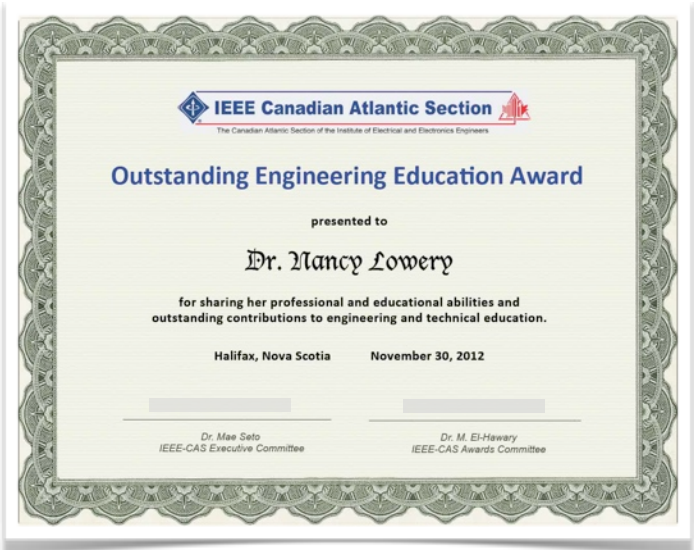 IEEE Canadian Atlantic Section
The Canadian Atlantic Section of the Institute of Electrical and Electronics Engineers
Outstanding Engineering Education Award
presented to
Dr. Nancy Lowery
for sharing her professional and educational abilities and
outstanding contributions to engineering and technical education.
Halifax, Nova Scotia November 30, 2012
Dr. Mae Seto Dr. M. El-Hawary
IEEE-CAS Executive Committee IEEE-CAS Awards Committee